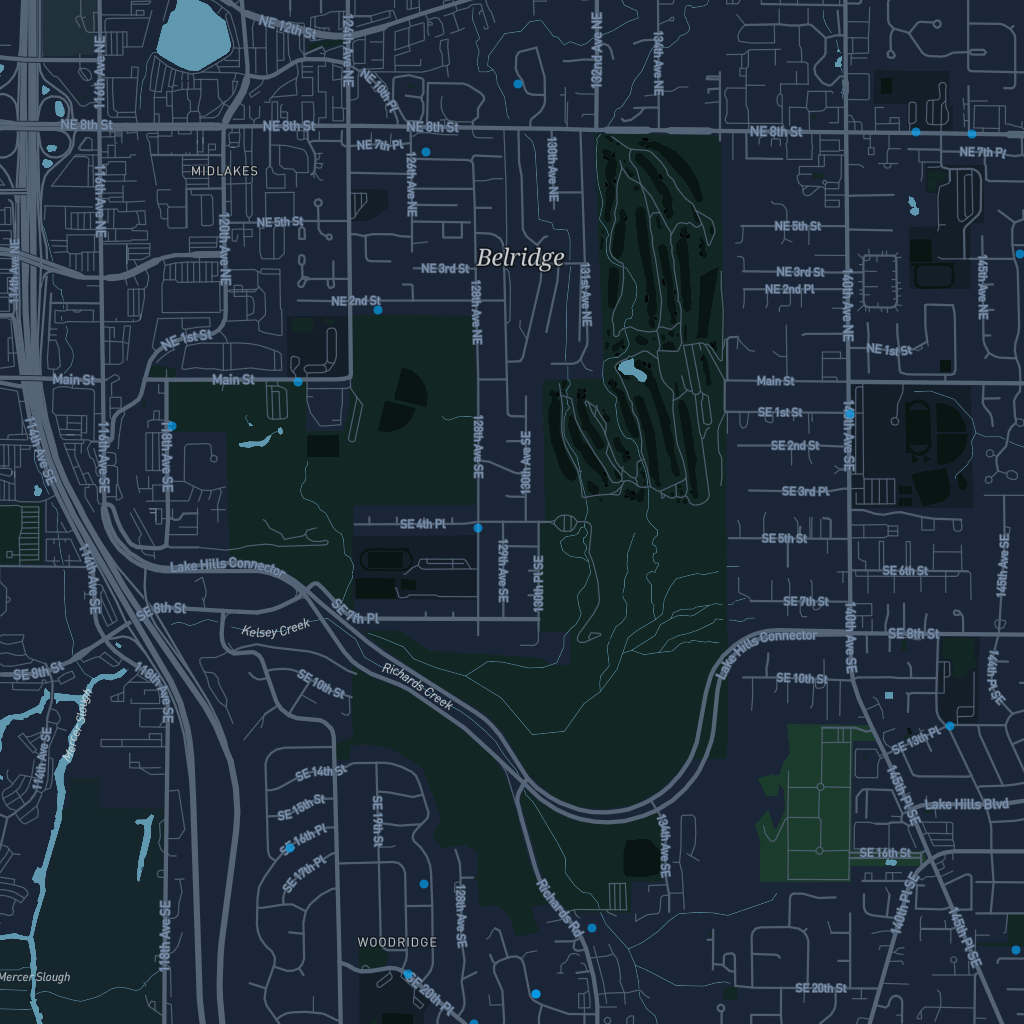 NE 12th St
124th Ave NE
132nd Ave NE
134th Ave NE
116th Ave NE
NE 10th Pl
NE 8th St
NE 8th St
NE 8th St
NE 8th St
NE 7th Pl
NE 7th Pl
MIDLAKES
126th Ave NE
130th Ave NE
116th Ave NE
NE 5th St
120th Ave NE
NE 5th St
114th Ave NE
Belridge
NE 3rd St
NE 3rd St
NE 2nd St
NE 2nd Pl
128th Ave NE
131st Ave NE
140th Ave NE
145th Ave NE
NE 1st St
NE 1st St
Main St
Main St
Main St
SE 1st St
SE 2nd St
114th Ave SE
116th Ave SE
118th Ave SE
128th Ave SE
130th Ave SE
SE 3rd Pl
SE 4th Pl
SE 5th St
129th Ave SE
130th Pl SE
145th Ave SE
114th Ave SE
Lake Hills Connector
SE 6th St
SE 7th St
SE 8th St
SE 7th Pl
Kelsey Creek
Lake Hills Connector
140th Ave SE
SE 8th St
SE 8th St
118th Ave SE
SE 10th St
Richards Creek
SE 10th St
144th Pl SE
Mercer Slough
114th Ave SE
SE 13th Pl
SE 14th St
145th Pl SE
SE 15th St
SE 19th St
Lake Hills Blvd
SE 16th Pl
134th Ave SE
SE 16th St
SE 17th Pl
128th Ave SE
Richards Rd
140th Pl SE
145th Pl SE
118th Ave SE
WOODRIDGE
Mercer Slough
SE 20th Pl
SE 20th St